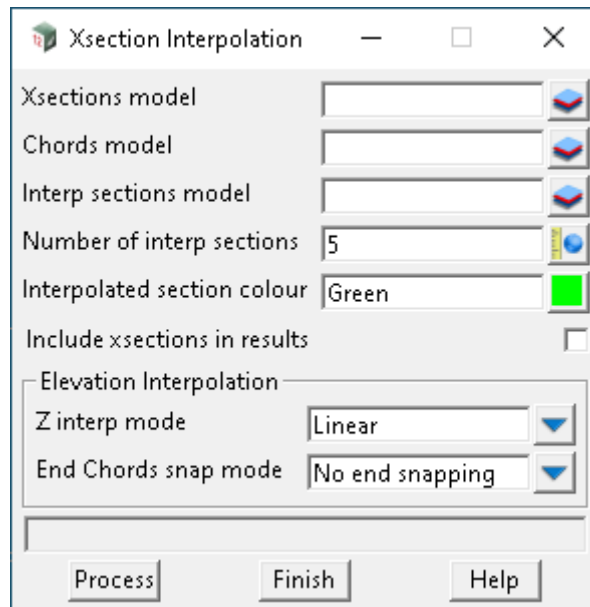 Xsection Interpolation
Xsections model
Chords model
Interp sections model
Number of interp sections 5
Interpolated section colour Green
Include xsections in results
Elevation Interpolation
Z interp mode Linear
End Chords snap mode No end snapping
Process Finish Help